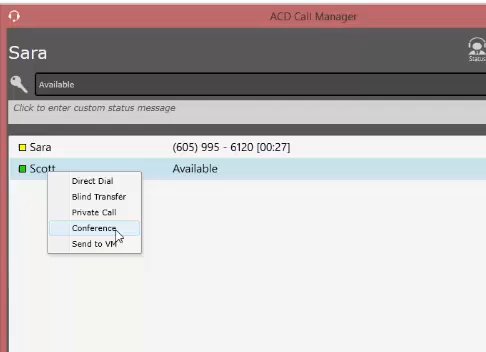 ACD Call Manager
Sara
Status
Available
Click to enter custom status message
Sara (605) 995 - 6120 [00:27]
Scott Available
Direct Dial
Blind Transfer
Private Call
Conference
Send to VM